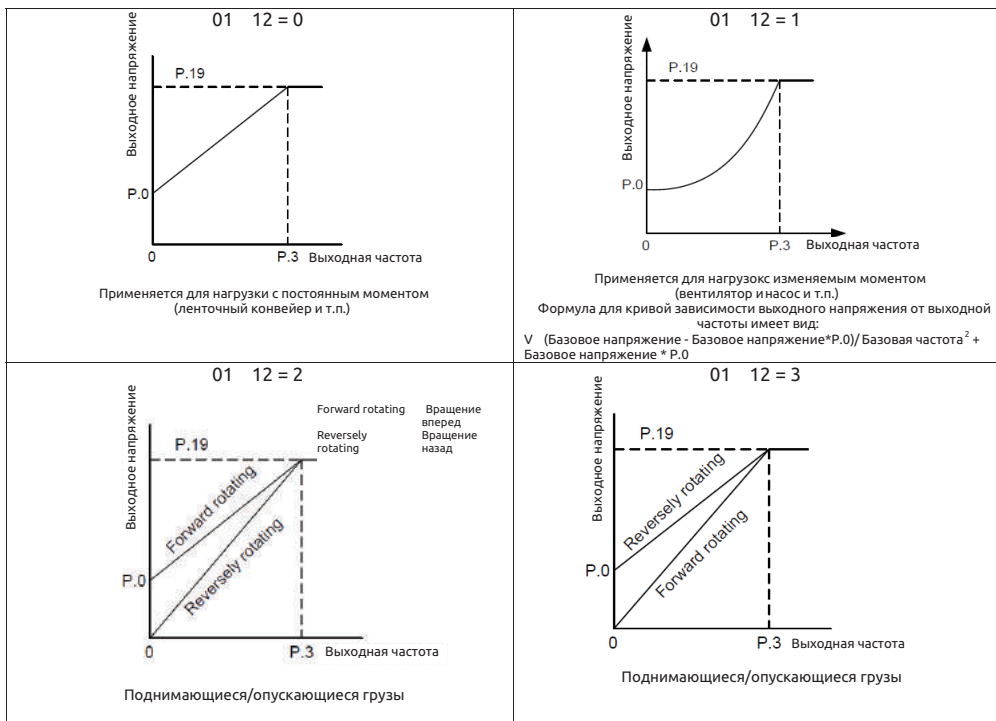 01 12 = 0
Выходное напряжение
P.19
P.0
0
P.3 Выходная частота
Применяется для нагрузки с постоянным моментом
(ленточный конвейер и т.п.)
01 12 = 1
Выходное напряжение
P.19
P.0
0
P.3 Выходная частота
Применяется для нагрузокс изменяемым моментом
(вентилятор и насос и т.п.)
Формула для кривой зависимости выходного напряжения от выходной
частоты имеет вид:
V (Базовое напряжение - Базовое напряжение*P.0)/ Базовая частота² +
Базовое напряжение * P.0
01 12 = 2
Forward rotating Вращение
вперед
Reversely Вращение
rotating назад
Выходное напряжение
P.19
Forward rotating
Reversely rotating
P.0
0
P.3 Выходная частота
Поднимающиеся/опускающиеся грузы
01 12 = 3
Выходное напряжение
P.19
Reversely rotating
Forward rotating
P.0
0
P.3 Выходная частота
Поднимающиеся/опускающиеся грузы